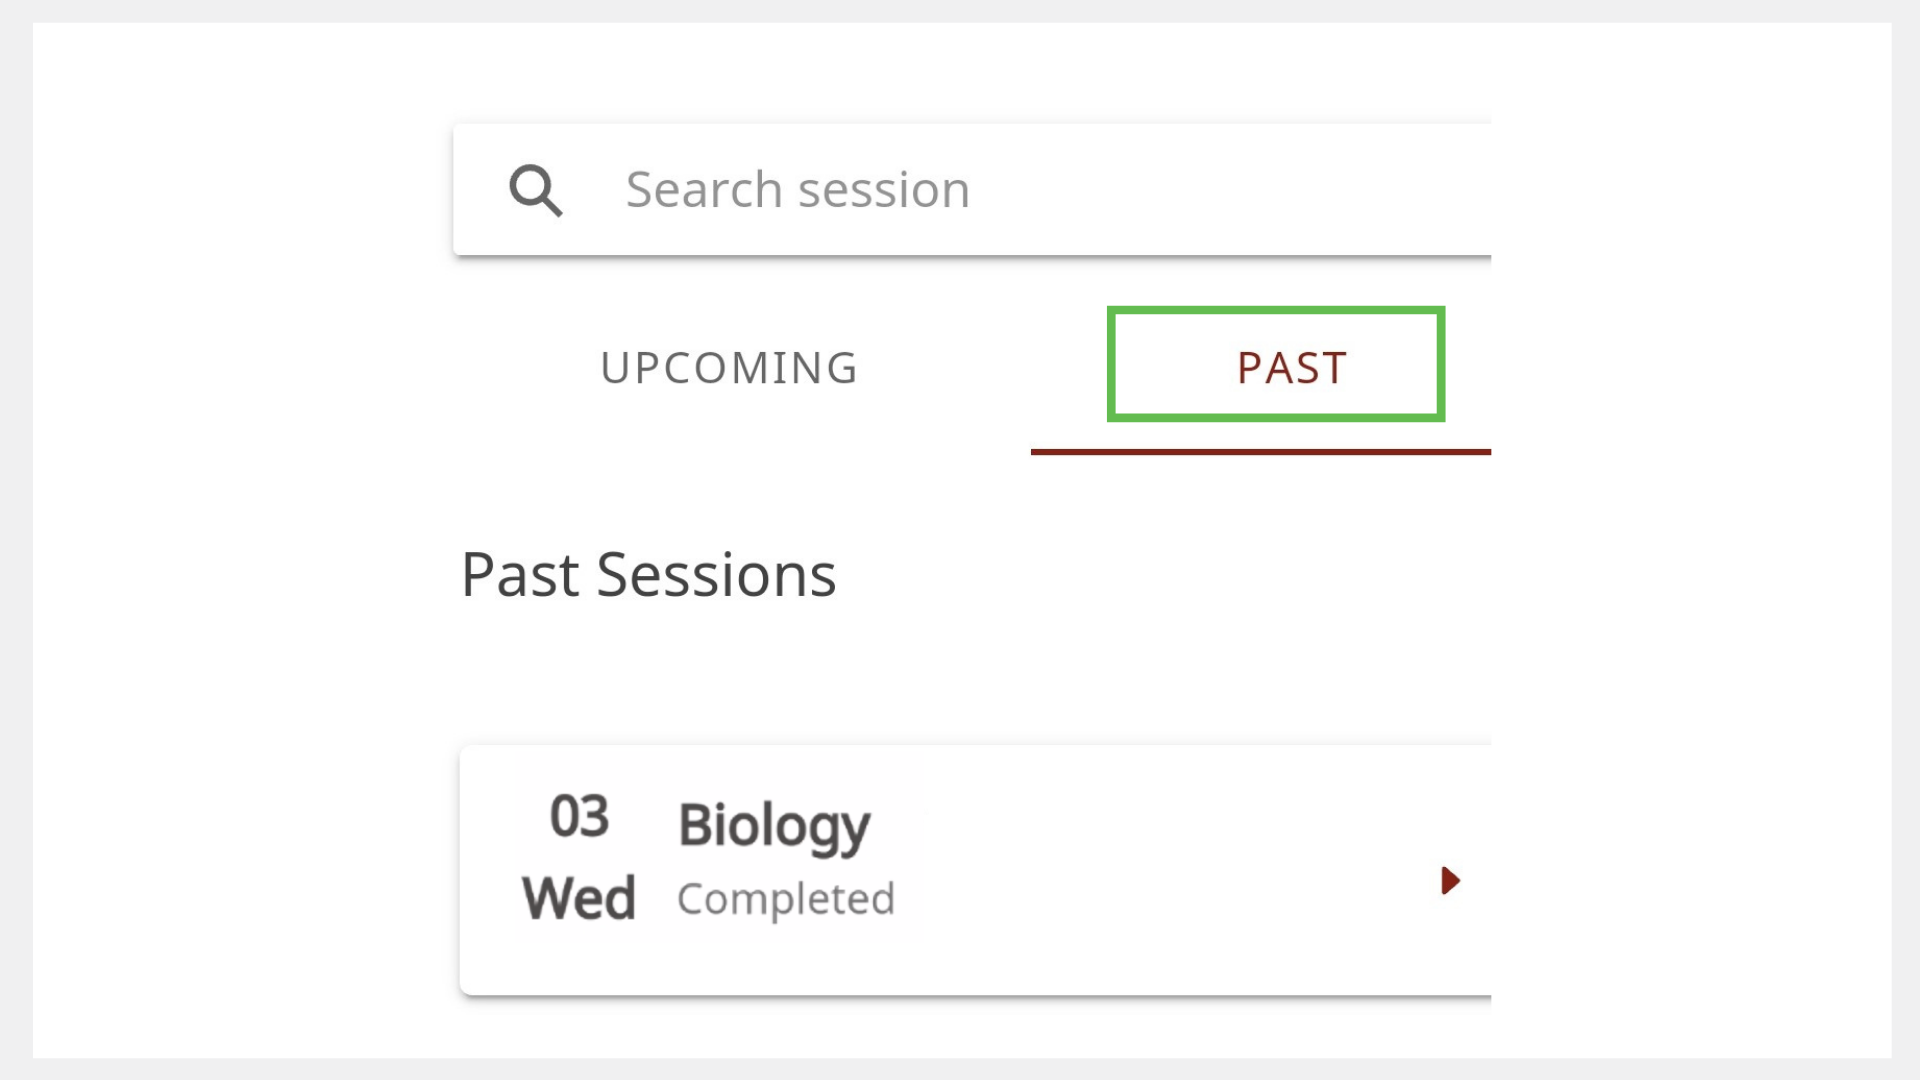 Search session
UPCOMING
PAST
Past Sessions
03
Wed
Biology
Completed